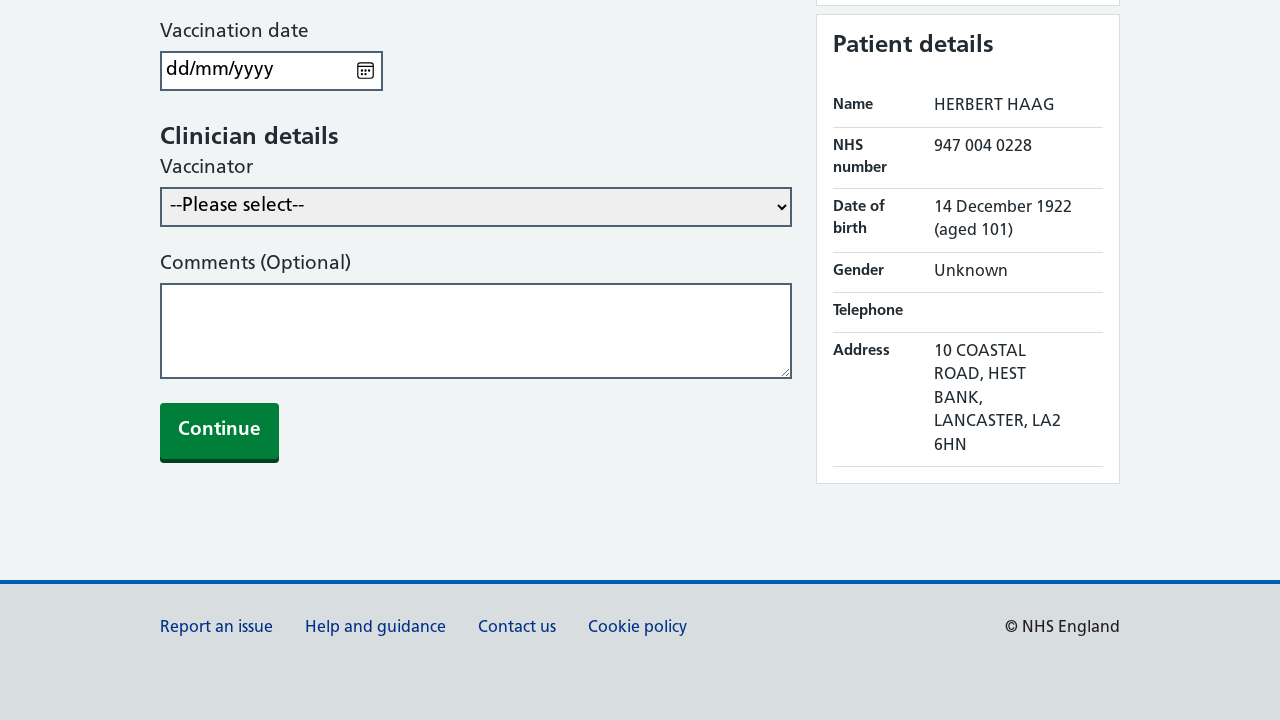 Vaccination date
dd/mm/yyyy
Clinician details
Vaccinator
--Please select--
Comments (Optional)
Continue
Patient details
Name HERBERT HAAG
NHS number 947 004 0228
Date of birth 14 December 1922 (aged 101)
Gender Unknown
Telephone
Address 10 COASTAL
ROAD, HEST
BANK,
LANCASTER, LA2
6HN
Report an issue Help and guidance Contact us Cookie policy © NHS England